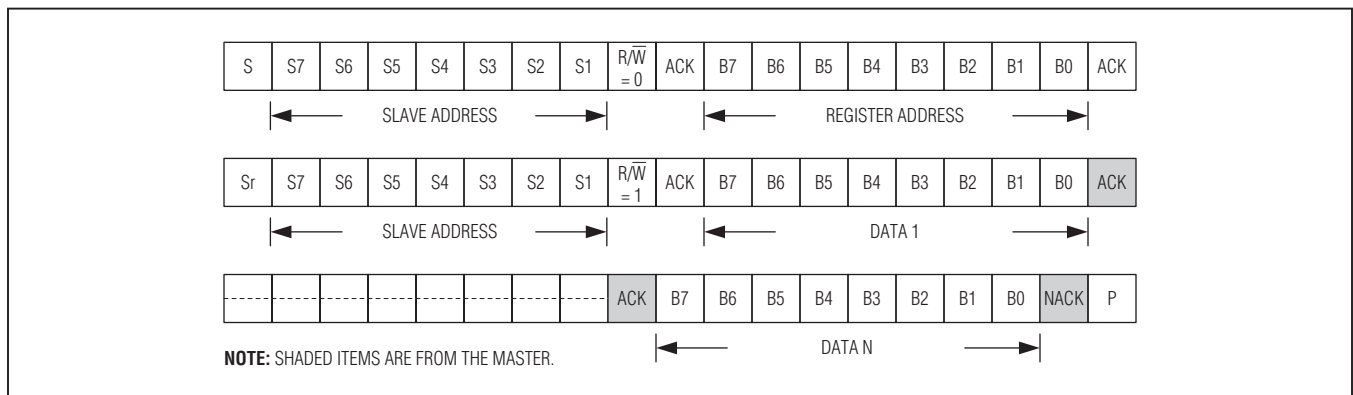 S S7 S6 S5 S4 S3 S2 S1 R/W̅ = 0 ACK B7 B6 B5 B4 B3 B2 B1 B0 ACK
SLAVE ADDRESS REGISTER ADDRESS
Sr S7 S6 S5 S4 S3 S2 S1 R/W̅ = 1 ACK B7 B6 B5 B4 B3 B2 B1 B0 ACK
SLAVE ADDRESS DATA 1
ACK B7 B6 B5 B4 B3 B2 B1 B0 NACK P
DATA N
NOTE: SHADED ITEMS ARE FROM THE MASTER.